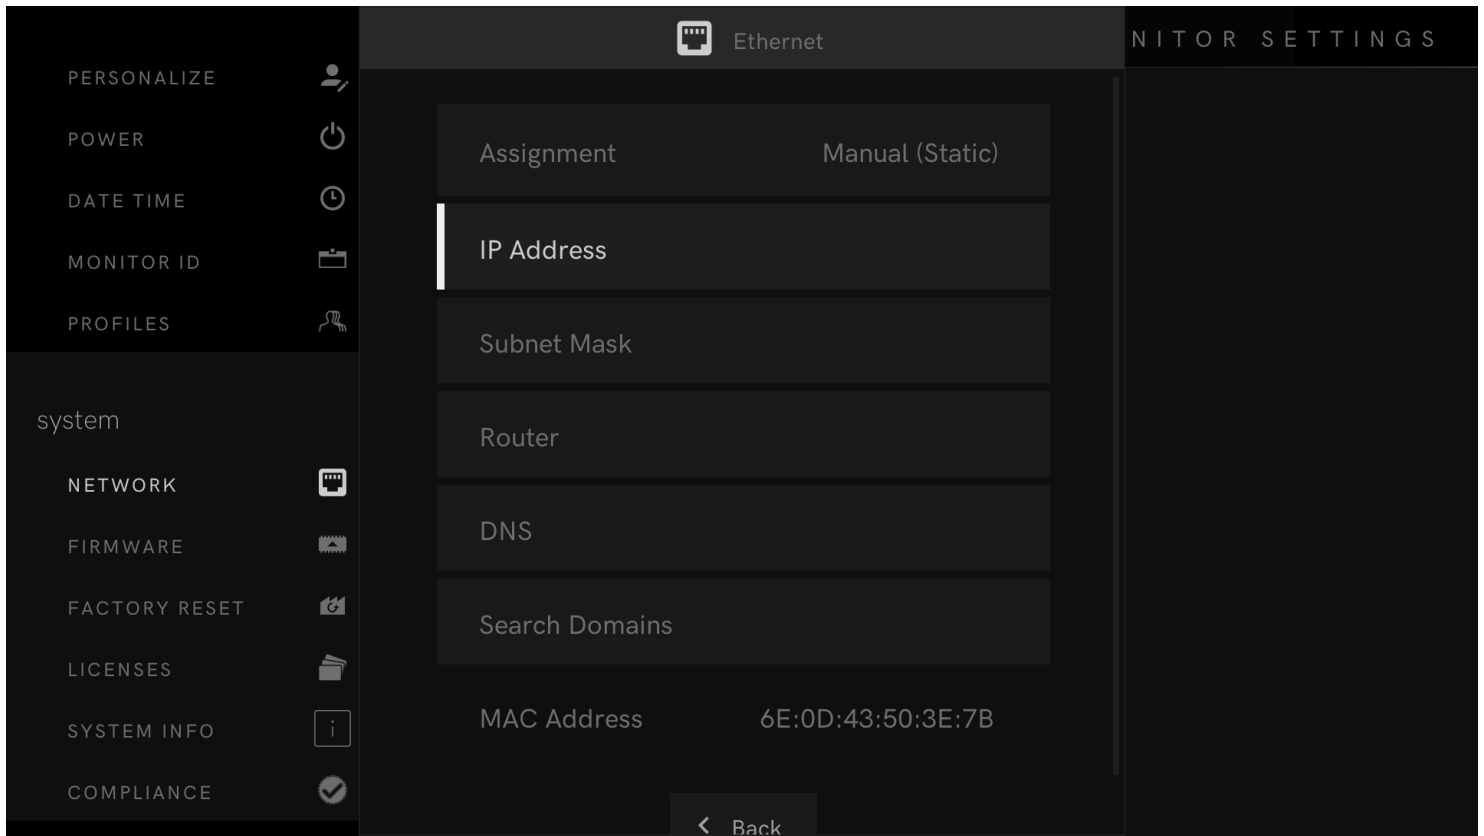 PERSONALIZE
POWER
DATE TIME
MONITOR ID
PROFILES
system
NETWORK
FIRMWARE
FACTORY RESET
LICENSES
SYSTEM INFO
i
COMPLIANCE
Ethernet
Assignment Manual (Static)
IP Address
Subnet Mask
Router
DNS
Search Domains
MAC Address 6E:0D:43:50:3E:7B
Back
NITOR SETTINGS